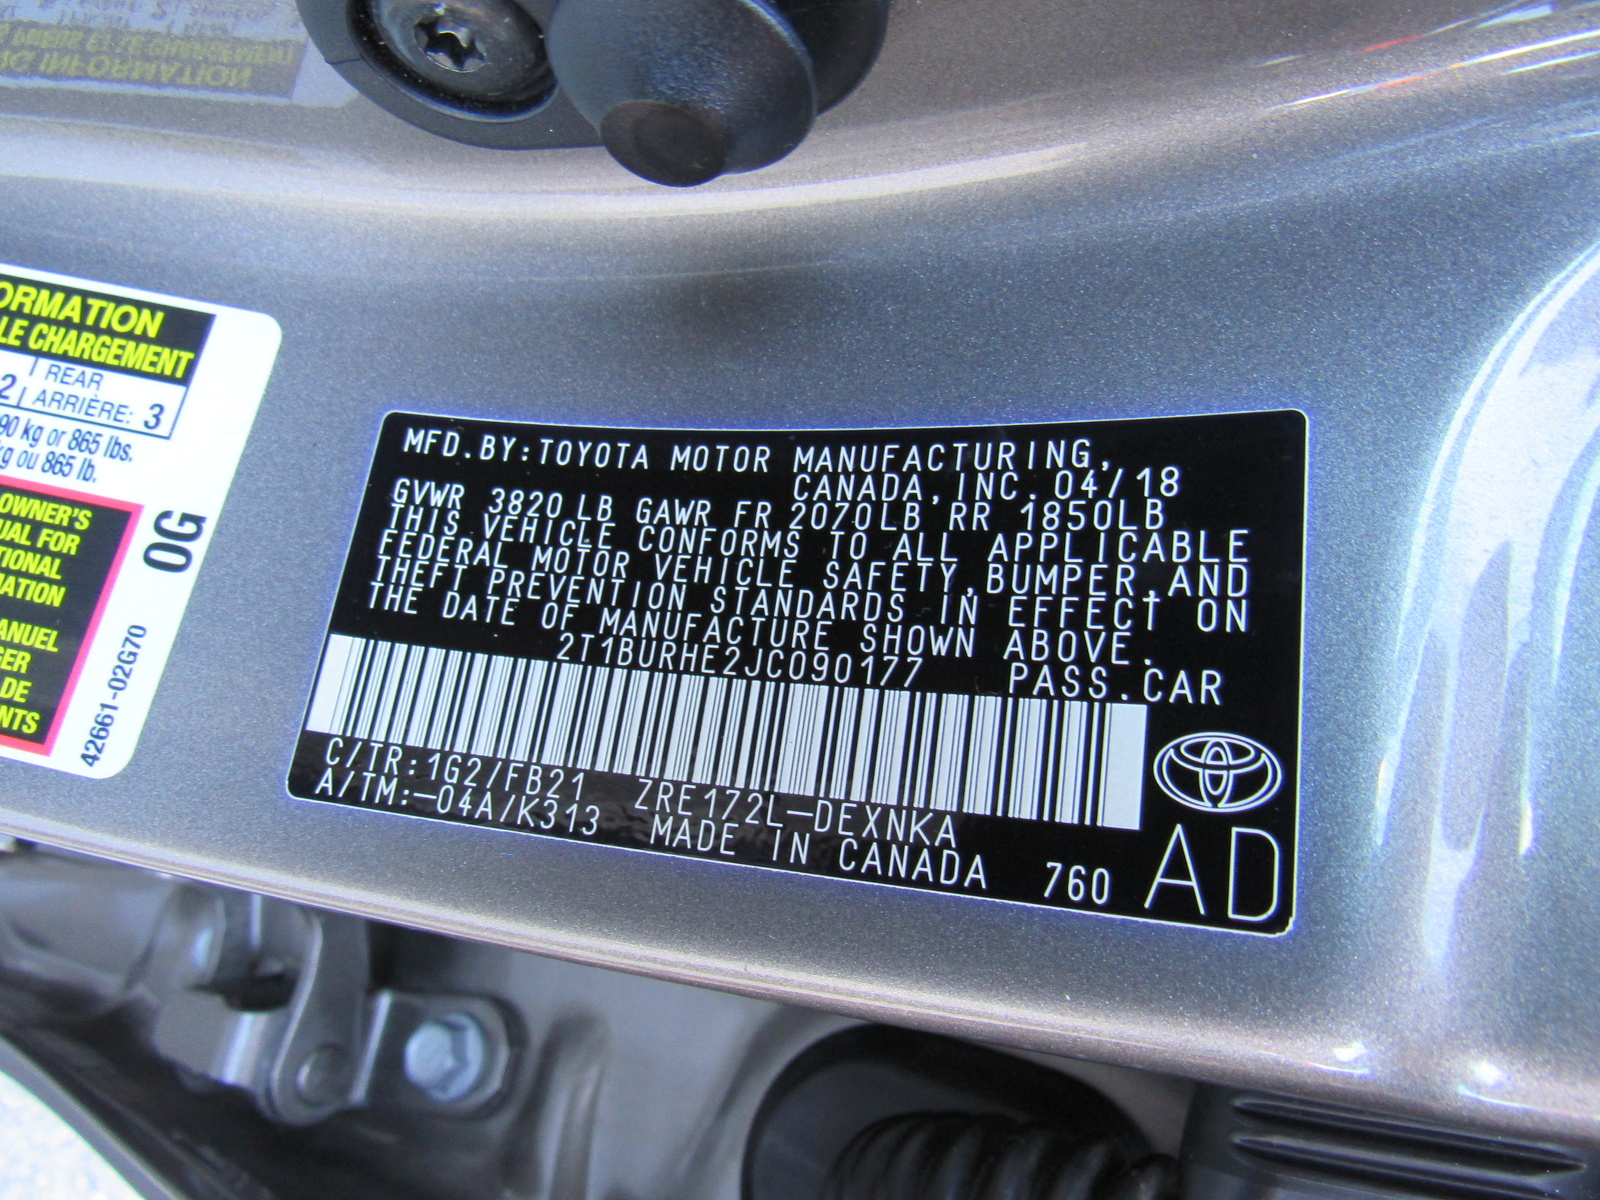 NG INFORMATION
ORMATION
LE CHARGEMENT
2 | REAR
ARRIÈRE: 3
90 kg or 865 lbs.
kg ou 865 lb.
OWNER'S
UAL FOR
TIONAL
MATION
ANUEL
GER
DE
NTS
0G
42661-02G70
MFD.BY:TOYOTA MOTOR MANUFACTURING,
CANADA,INC.04/18
GVWR 3820 LB GAWR FR 2070LB RR 1850LB
THIS VEHICLE CONFORMS TO ALL APPLICABLE
FEDERAL MOTOR VEHICLE SAFETY,BUMPER,AND
THEFT PREVENTION STANDARDS IN EFFECT ON
THE DATE OF MANUFACTURE SHOWN ABOVE.
2T1BURHE2JC090177 PASS.CAR
C/TR:1G2/FB21 ZRE172L-DEXNKA
A/TM:-04A/K313 MADE IN CANADA 760
AD